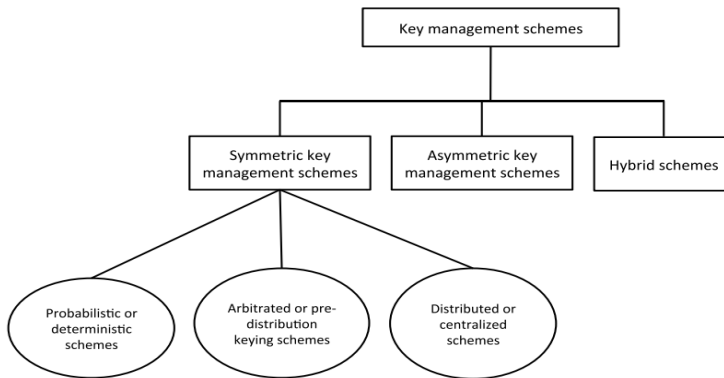 Key management schemes
Symmetric key
management schemes
Asymmetric key
management schemes
Hybrid schemes
Probabilistic or
deterministic
schemes
Arbitrated or pre-
distribution
keying schemes
Distributed or
centralized
schemes